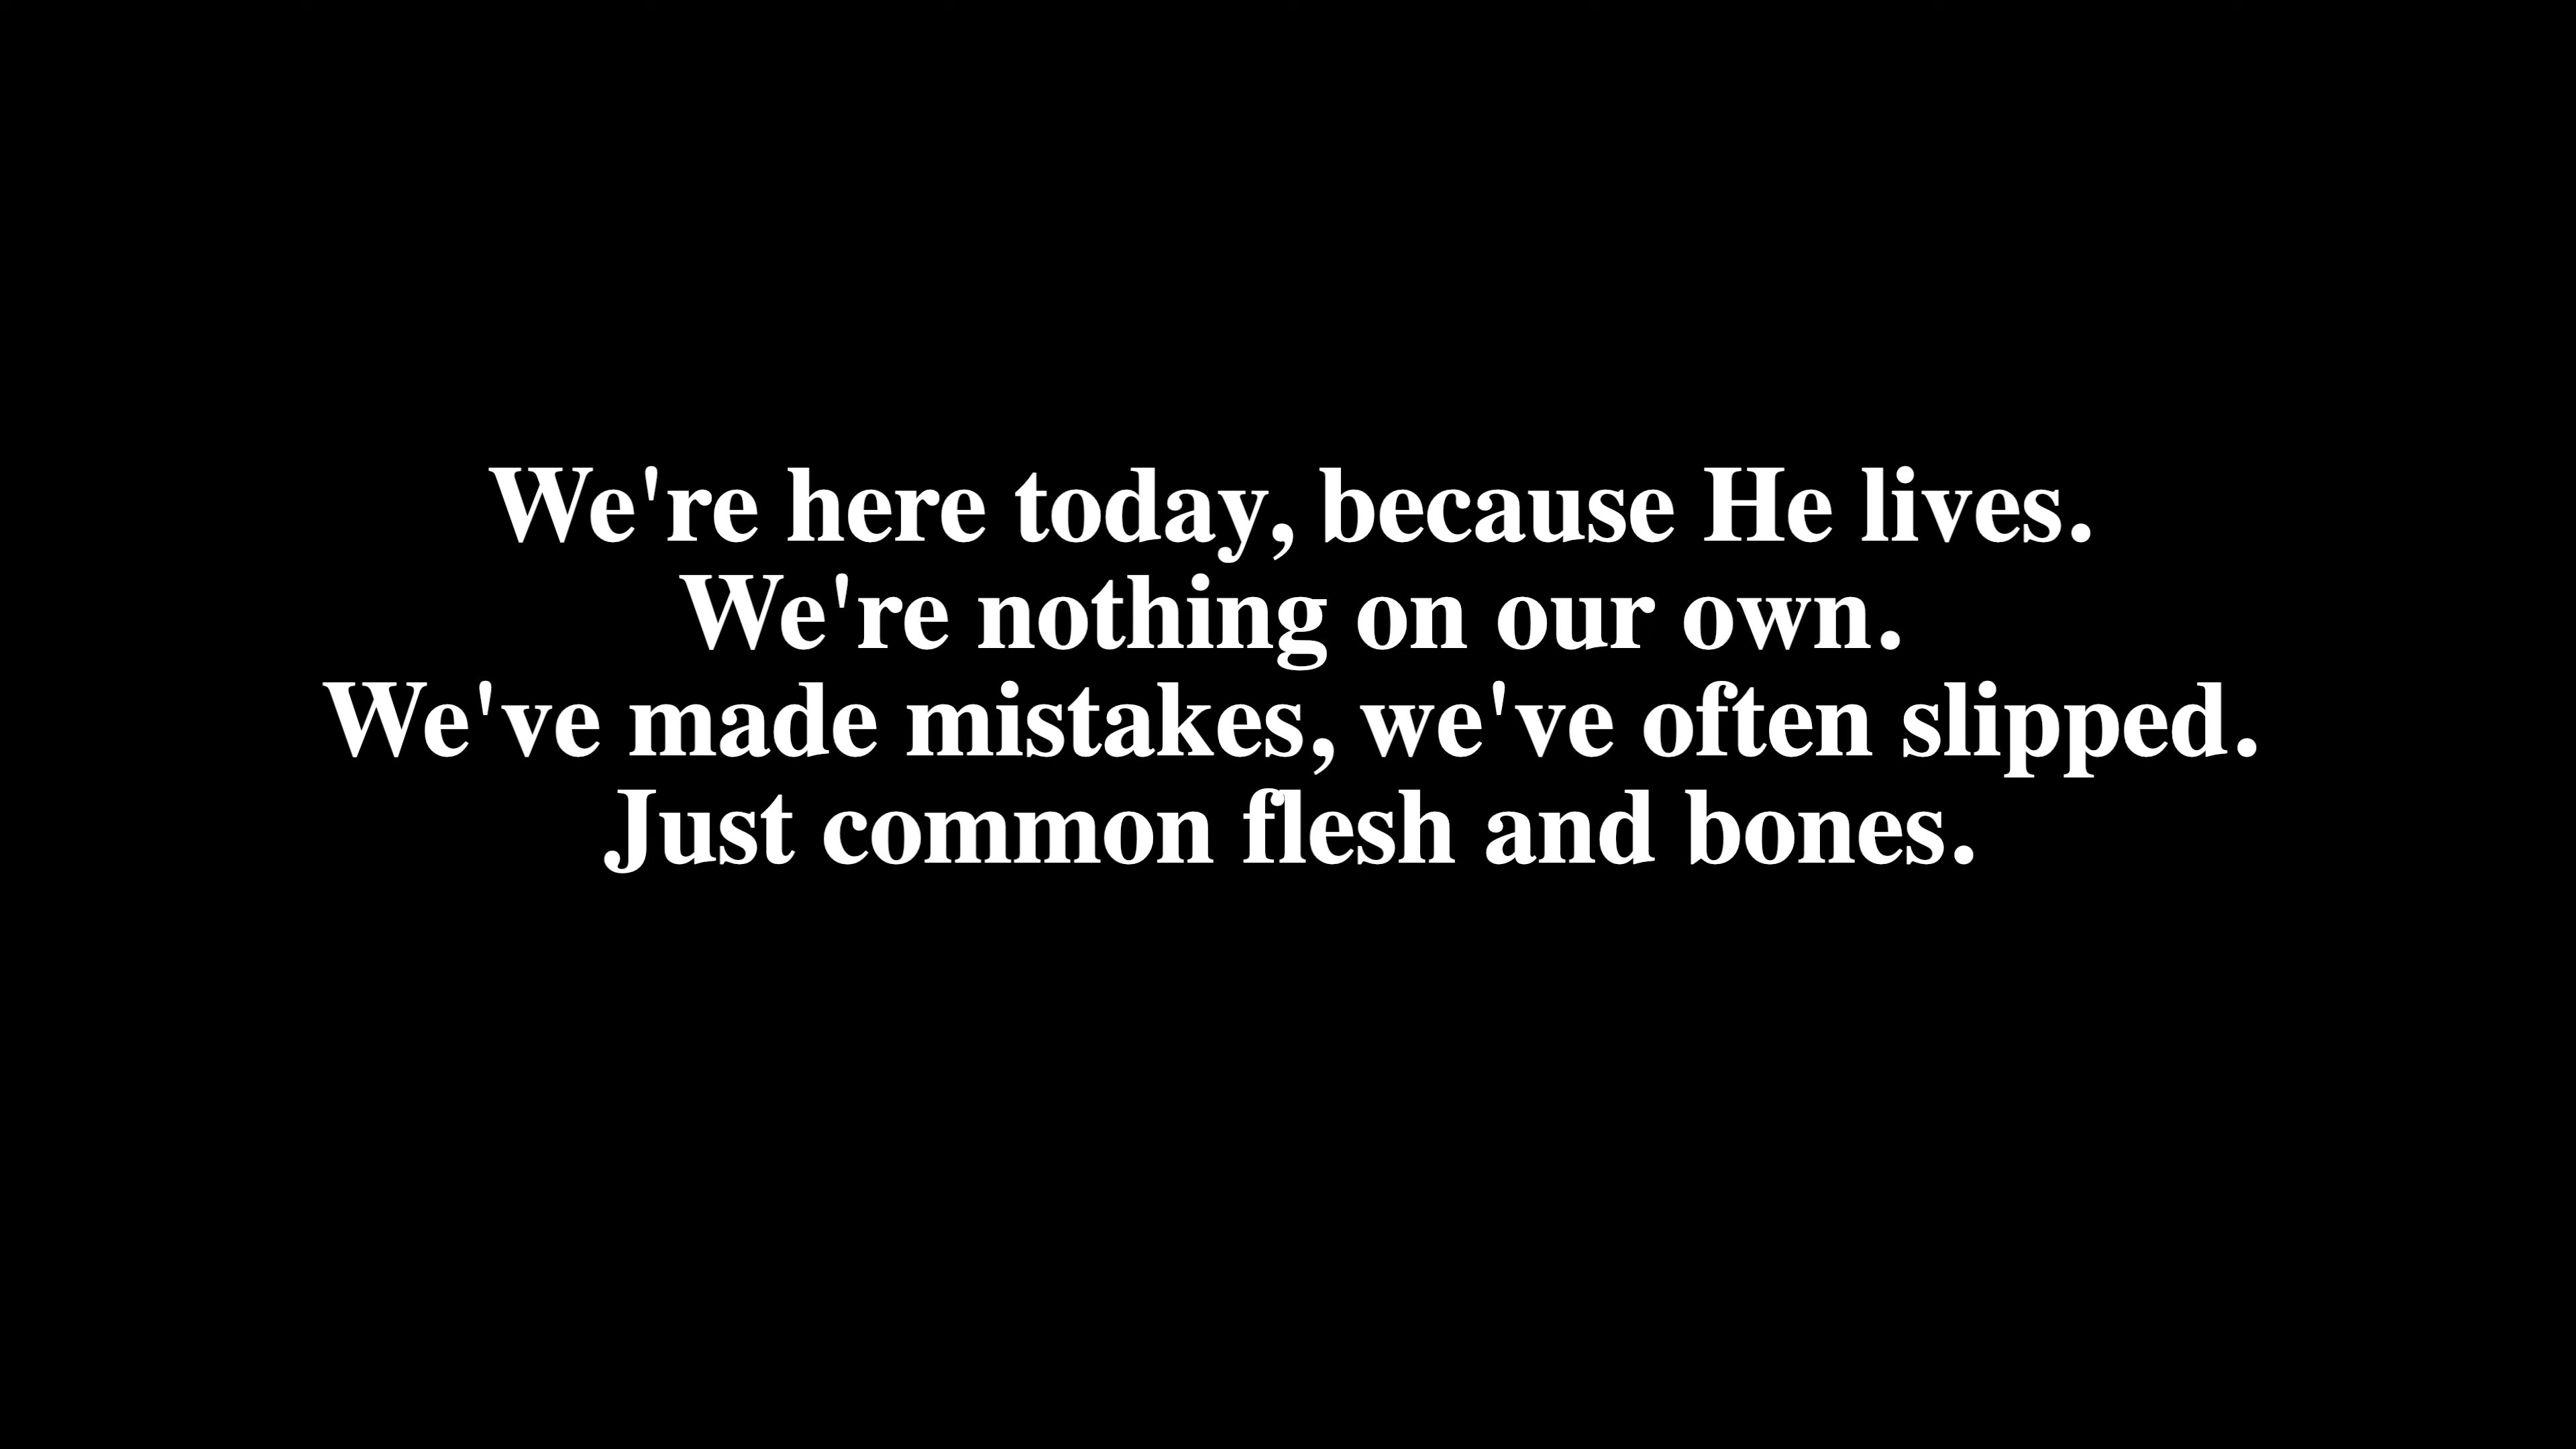 We're here today, because He lives.
We're nothing on our own.
We've made mistakes, we've often slipped.
Just common flesh and bones.